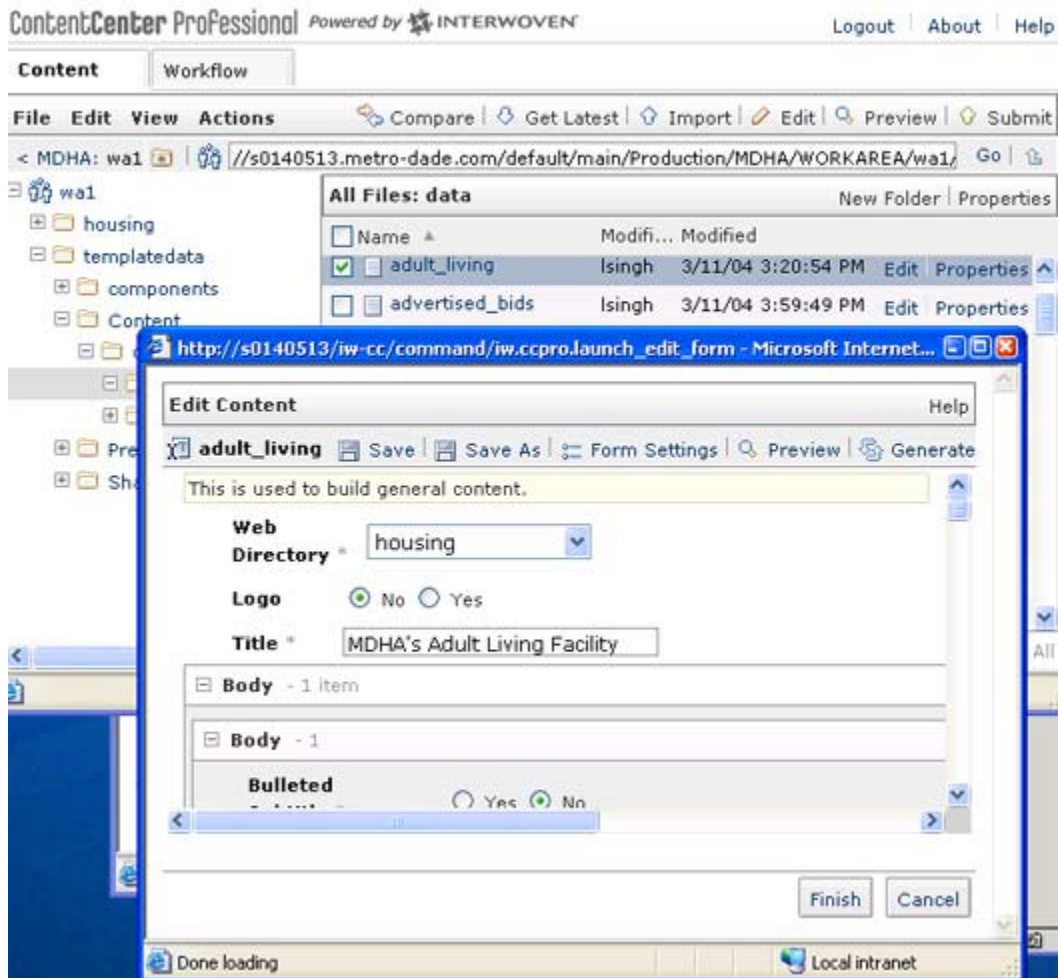 ContentCenter Professional Powered by INTERWOVEN
Logout About Help
Content Workflow
File Edit View Actions Compare Get Latest Import Edit Preview Submit
< MDHA: wa1 //s0140513.metro-dade.com/default/main/Production/MDHA/WORKAREA/wa1/ Go
wa1
housing
templatedata
components
Content
Pre
Sha
All Files: data New Folder Properties
Name Modifi... Modified
adult_living lsingh 3/11/04 3:20:54 PM Edit Properties
advertised_bids lsingh 3/11/04 3:59:49 PM Edit Properties
All
http://s0140513/iw-cc/command/iw.ccpro.launch_edit_form - Microsoft Internet...
Edit Content Help
adult_living Save Save As Form Settings Preview Generate
This is used to build general content.
Web Directory * housing
Logo No Yes
Title * MDHA's Adult Living Facility
Body - 1 item
Body - 1
Bulleted
Yes No
Finish Cancel
Done loading Local intranet